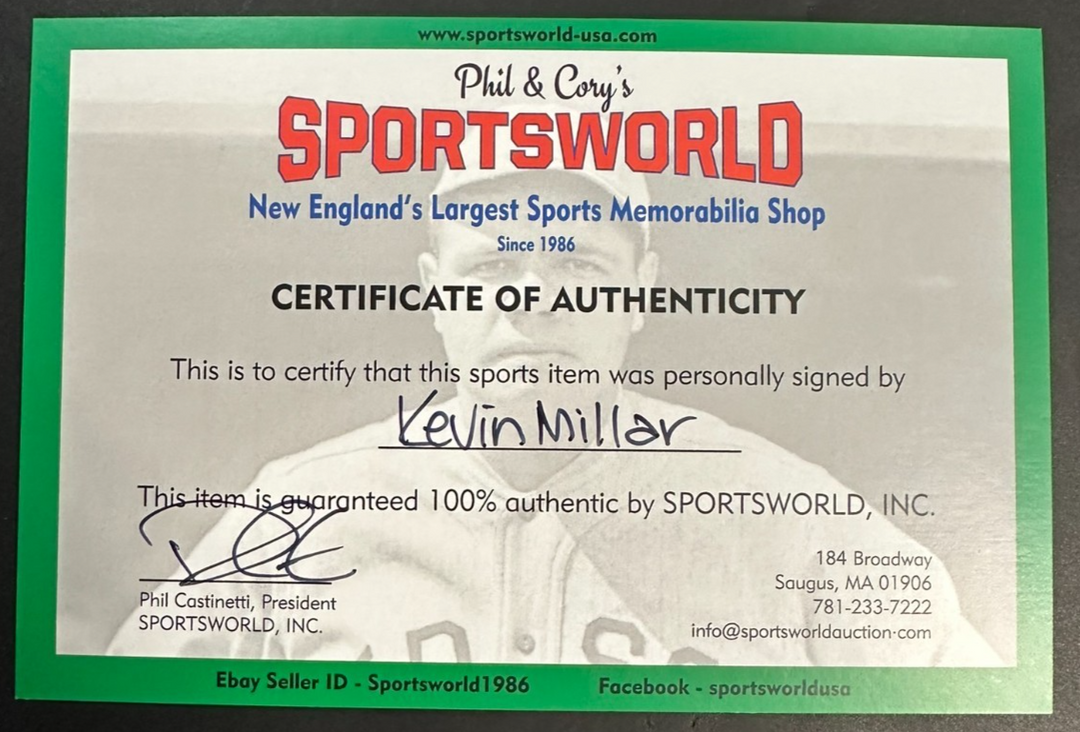 www.sportsworld-usa.com
Phil & Cory's
SPORTSWORLD
New England's Largest Sports Memorabilia Shop
Since 1986
CERTIFICATE OF AUTHENTICITY
This is to certify that this sports item was personally signed by
Kevin Millar
This item is guaranteed 100% authentic by SPORTSWORLD, INC.
184 Broadway
Saugus, MA 01906
781-233-7222
info@sportsworldauction.com
Phil Castinetti, President
SPORTSWORLD, INC.
Ebay Seller ID - Sportsworld1986
Facebook - sportsworldusa